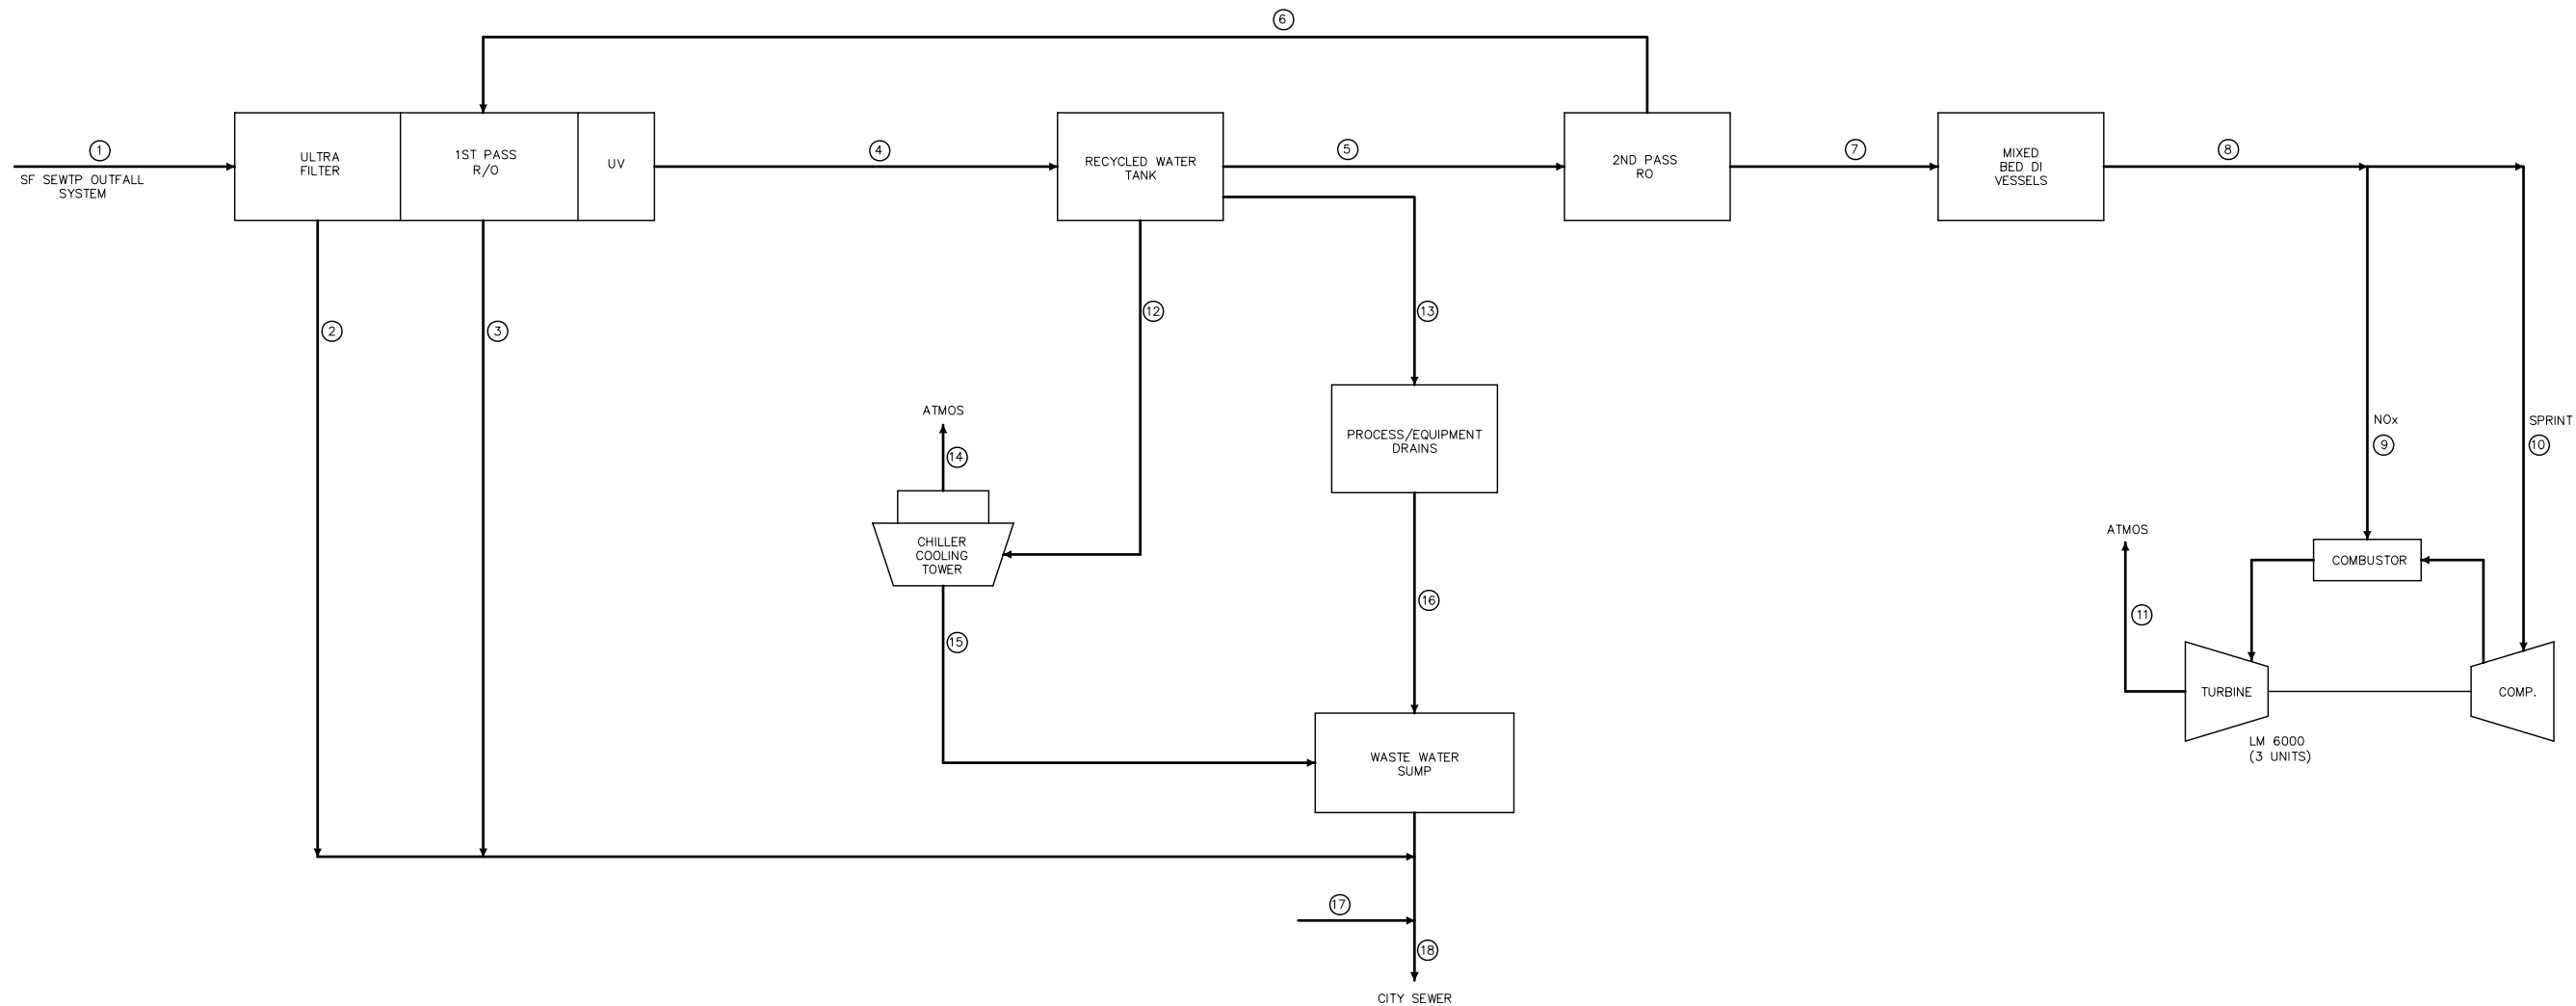 6
1
SF SEWTP OUTFALL
SYSTEM
ULTRA
FILTER
1ST PASS
R/O
UV
4
RECYCLED WATER
TANK
5
2ND PASS
RO
7
MIXED
BED DI
VESSELS
8
2
3
12
13
ATMOS
14
PROCESS/EQUIPMENT
DRAINS
NOx
9
SPRINT
10
CHILLER
COOLING
TOWER
ATMOS
COMBUSTOR
11
15
16
TURBINE
COMP.
LM 6000
(3 UNITS)
WASTE WATER
SUMP
17
18
CITY SEWER